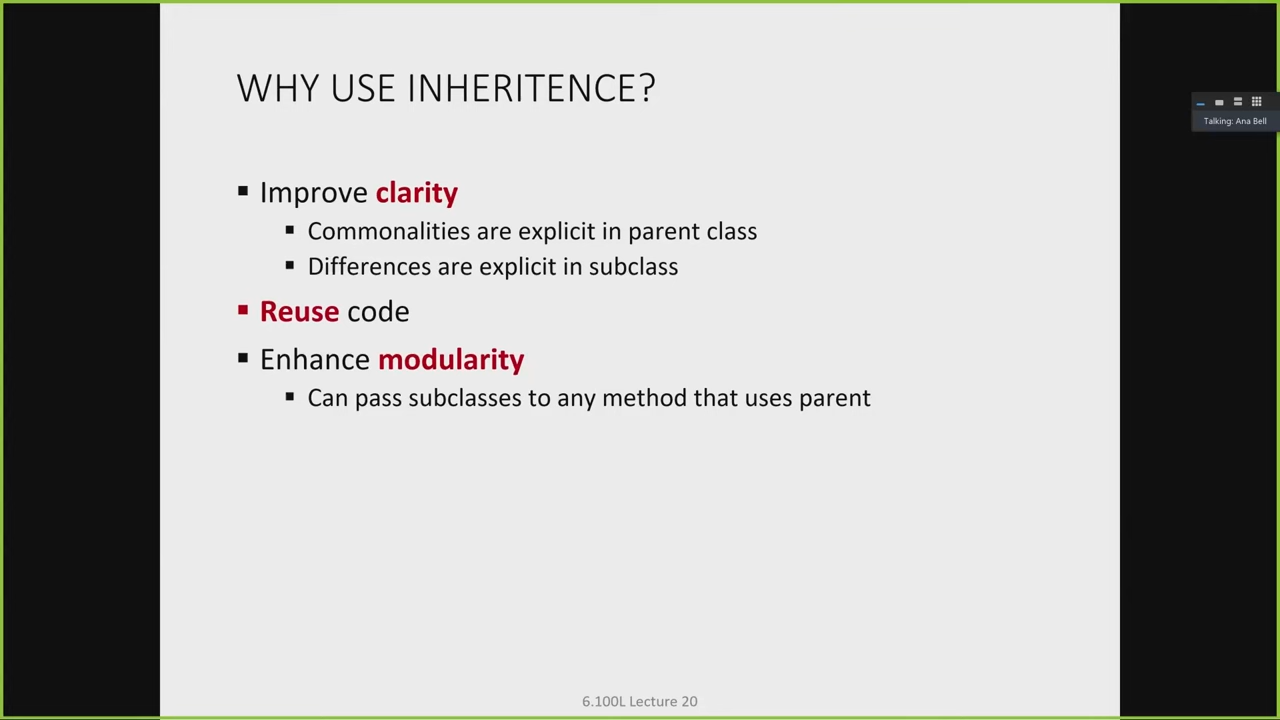 WHY USE INHERITENCE?
Talking: Ana Bell
▪ Improve clarity
▪ Commonalities are explicit in parent class
▪ Differences are explicit in subclass
▪ Reuse code
▪ Enhance modularity
▪ Can pass subclasses to any method that uses parent
6.100L Lecture 20